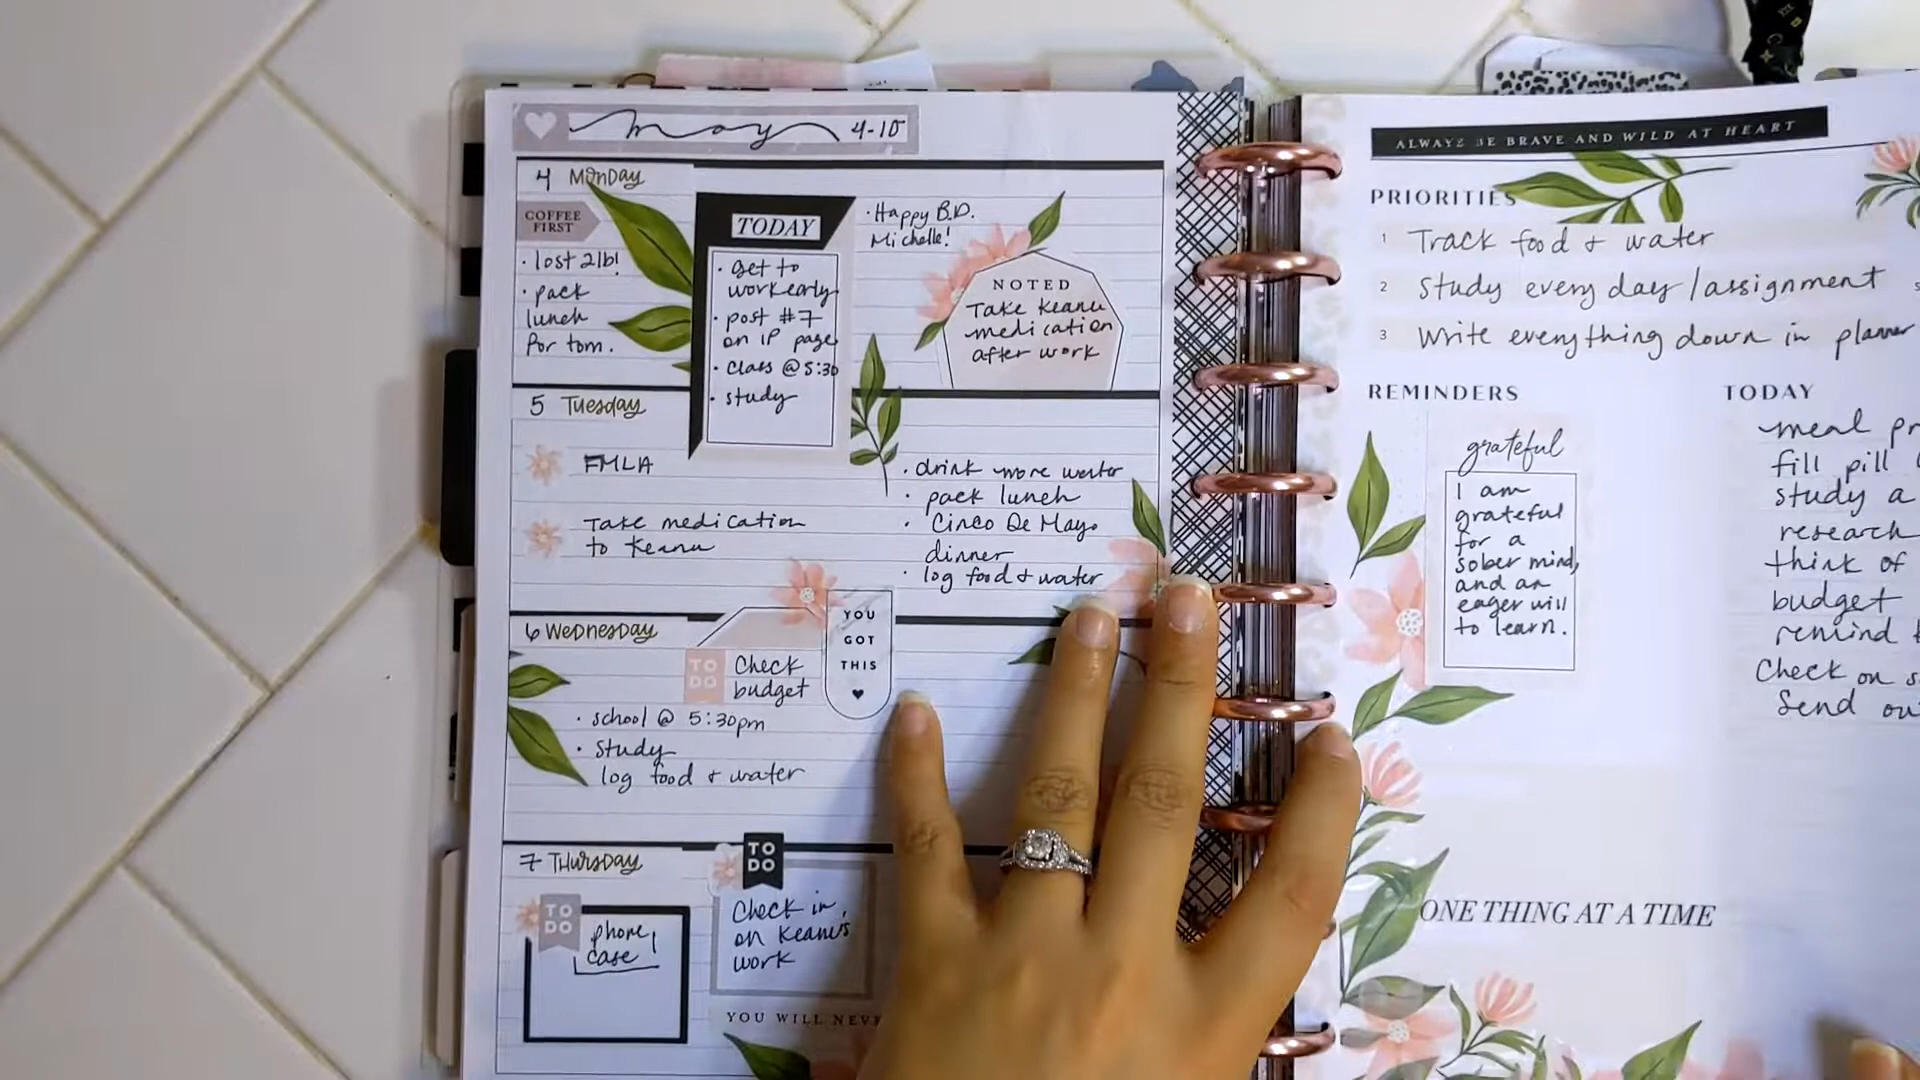 may 4-10
4 Monday
COFFEE
FIRST
· lost 2lb!
· pack
lunch
for tom.
TODAY
· get to
work early
· post #7
on IP page
· class @ 5:30
· study
· Happy B.D.
Michelle!
NOTED
Take Keanu
medication
after work
5 Tuesday
FMLA
Take medication
to Keanu
· drink more water
· pack lunch
· Cinco De Mayo
dinner
· log food + water
6 Wednesday
TO
DO
Check
budget
YOU
GOT
THIS
· school @ 5:30pm
· study
log food + water
7 Thursday
TO
DO
phone
case
TO
DO
Check in
on Keanu's
work
YOU WILL NEV
ALWAYS BE BRAVE AND WILD AT HEART
PRIORITIES
1 Track food + water
2 Study every day/assignment
3 Write everything down in planner
REMINDERS
grateful
I am
grateful
for a
sober mind,
and an
eager will
to learn.
TODAY
meal pr
fill pill
study a
research
think of
budget
remind
Check on s
Send ou
ONE THING AT A TIME